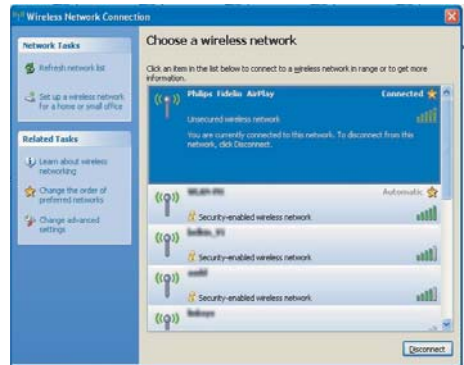 Wireless Network Connection
Network Tasks
Refresh network list
Set up a wireless network
for a home or small office
Related Tasks
Learn about wireless
networking
Change the order of
preferred networks
Change advanced
settings
Choose a wireless network
Click an item in the list below to connect to a wireless network in range or to get more
information.
Philips Fidelio AirPlay
Connected
Unsecured wireless network
You are currently connected to this network. To disconnect from this
network, click Disconnect.
Automatic
Security-enabled wireless network
Security-enabled wireless network
Security-enabled wireless network
Disconnect